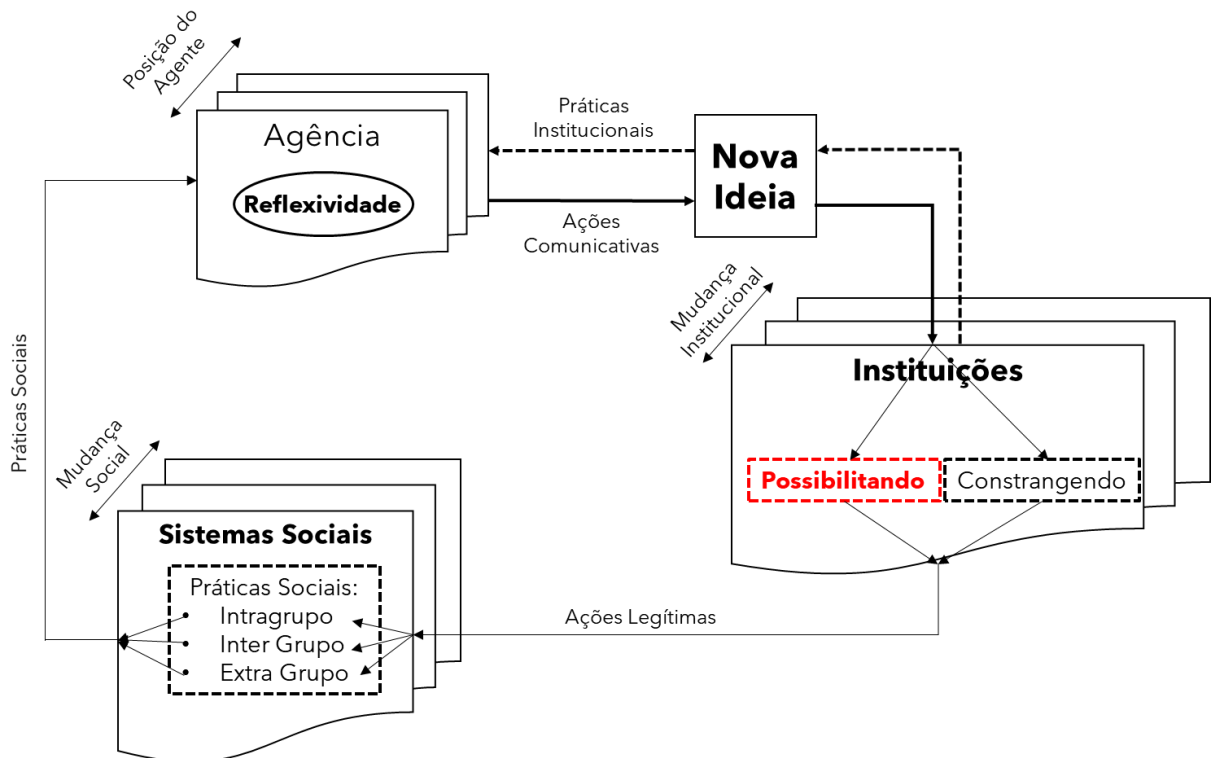 Posição do
Agente
Agência
Reflexividade
Práticas
Institucionais
Ações
Comunicativas
Nova
Ideia
Mudança
Institucional
Instituições
Possibilitando
Constrangendo
Práticas Sociais
Mudança
Social
Sistemas Sociais
Práticas Sociais:
• Intragrupo
• Inter Grupo
• Extra Grupo
Ações Legítimas